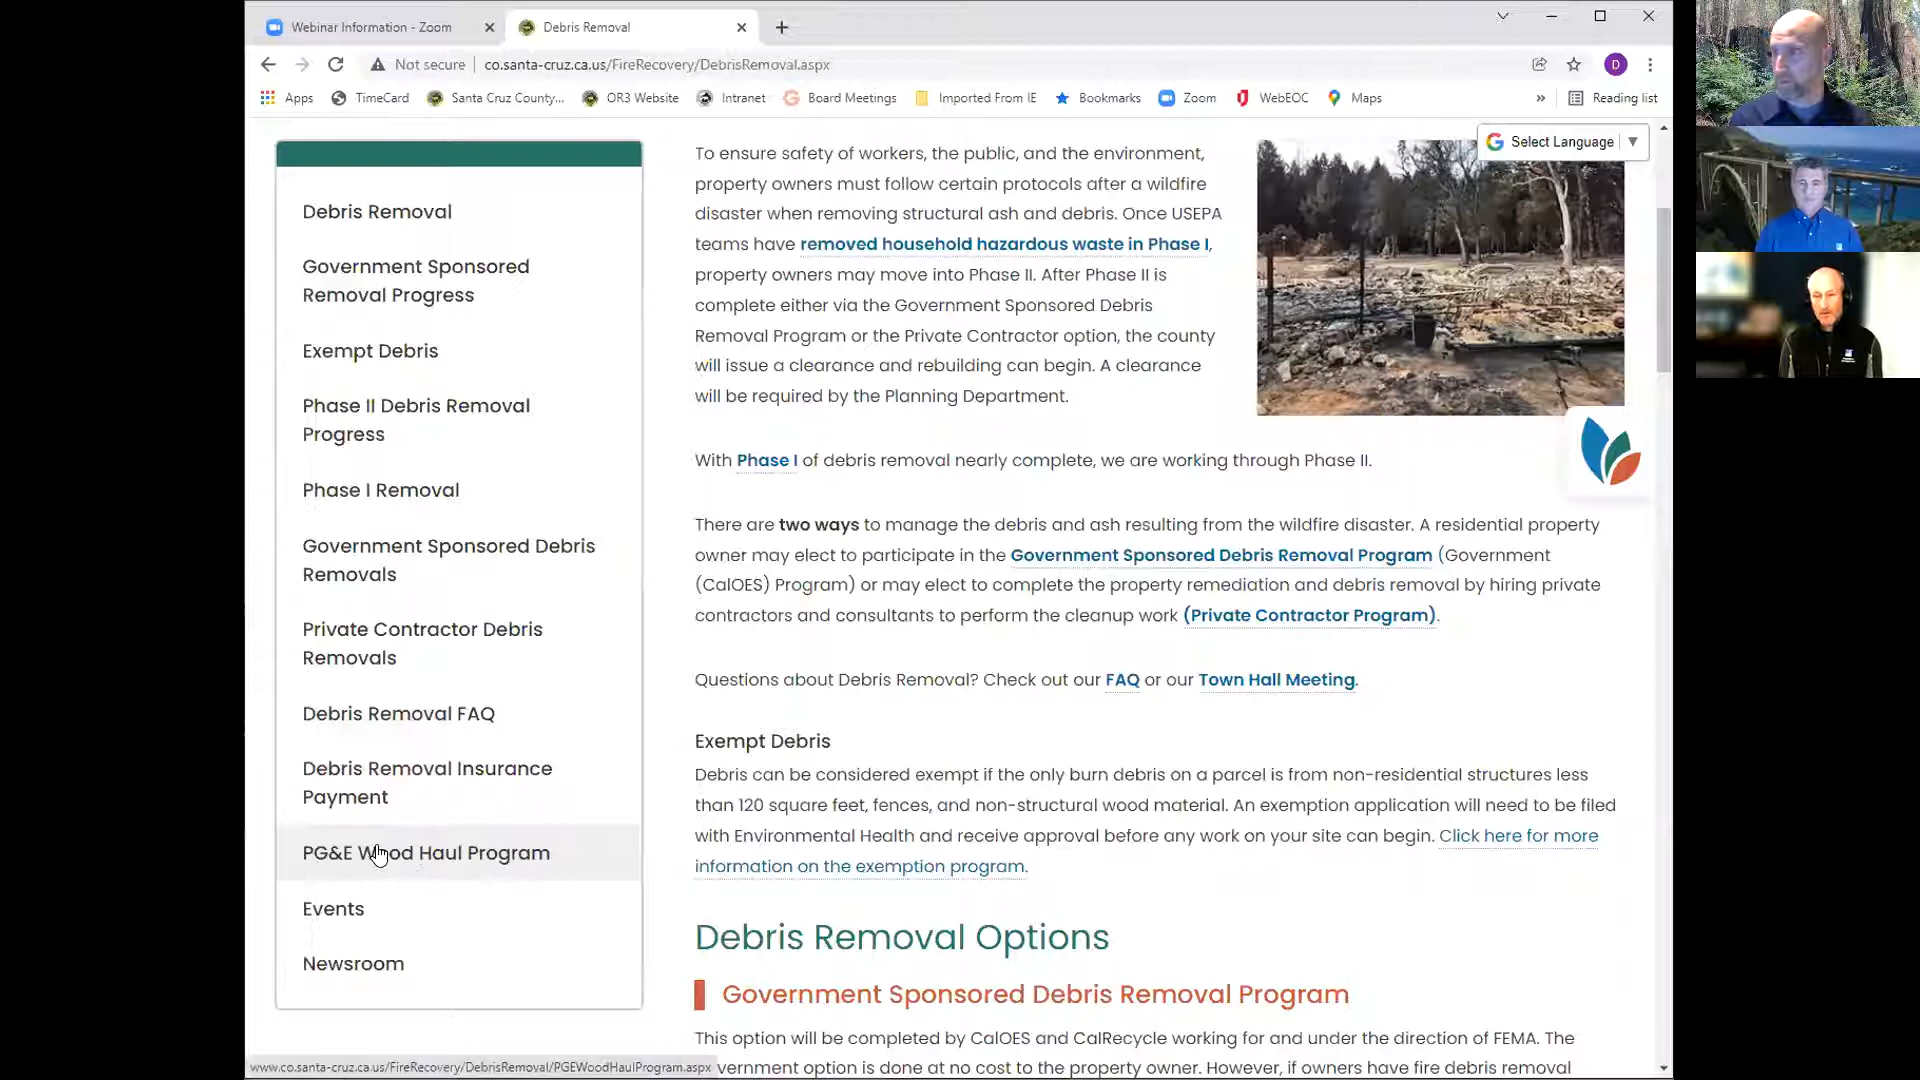 Webinar Information - Zoom
Debris Removal
Not secure
co.santa-cruz.ca.us/FireRecovery/DebrisRemoval.aspx
D
Apps
TimeCard
Santa Cruz County...
OR3 Website
Intranet
Board Meetings
Imported From IE
Bookmarks
Zoom
WebEOC
Maps
»
Reading list
Debris Removal
Government Sponsored
Removal Progress
Exempt Debris
Phase II Debris Removal
Progress
Phase I Removal
Government Sponsored Debris
Removals
Private Contractor Debris
Removals
Debris Removal FAQ
Debris Removal Insurance
Payment
PG&E Wood Haul Program
Events
Newsroom
Select Language
To ensure safety of workers, the public, and the environment,
property owners must follow certain protocols after a wildfire
disaster when removing structural ash and debris. Once USEPA
teams have removed household hazardous waste in Phase I,
property owners may move into Phase II. After Phase II is
complete either via the Government Sponsored Debris
Removal Program or the Private Contractor option, the county
will issue a clearance and rebuilding can begin. A clearance
will be required by the Planning Department.
With Phase I of debris removal nearly complete, we are working through Phase II.
There are two ways to manage the debris and ash resulting from the wildfire disaster. A residential property
owner may elect to participate in the Government Sponsored Debris Removal Program (Government
(CalOES) Program) or may elect to complete the property remediation and debris removal by hiring private
contractors and consultants to perform the cleanup work (Private Contractor Program).
Questions about Debris Removal? Check out our FAQ or our Town Hall Meeting.
Exempt Debris
Debris can be considered exempt if the only burn debris on a parcel is from non-residential structures less
than 120 square feet, fences, and non-structural wood material. An exemption application will need to be filed
with Environmental Health and receive approval before any work on your site can begin. Click here for more
information on the exemption program.
Debris Removal Options
Government Sponsored Debris Removal Program
This option will be completed by CalOES and CalRecycle working for and under the direction of FEMA. The
vernment option is done at no cost to the property owner. However, if owners have fire debris removal
www.co.santa-cruz.ca.us/FireRecovery/DebrisRemoval/PGEWoodHaulProgram.aspx